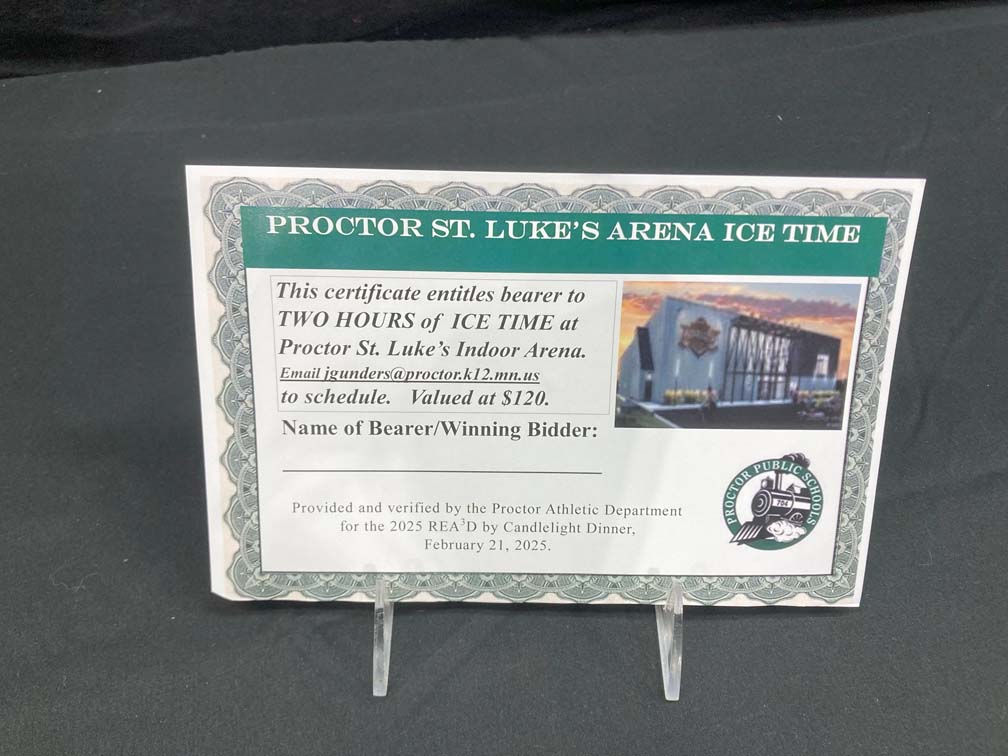 PROCTOR ST. LUKE'S ARENA ICE TIME
This certificate entitles bearer to
TWO HOURS of ICE TIME at
Proctor St. Luke's Indoor Arena.
Email jgunders@proctor.k12.mn.us
to schedule. Valued at $120.
Name of Bearer/Winning Bidder:
PROCTOR PUBLIC SCHOOLS
704
Provided and verified by the Proctor Athletic Department
for the 2025 REA³D by Candlelight Dinner,
February 21, 2025.